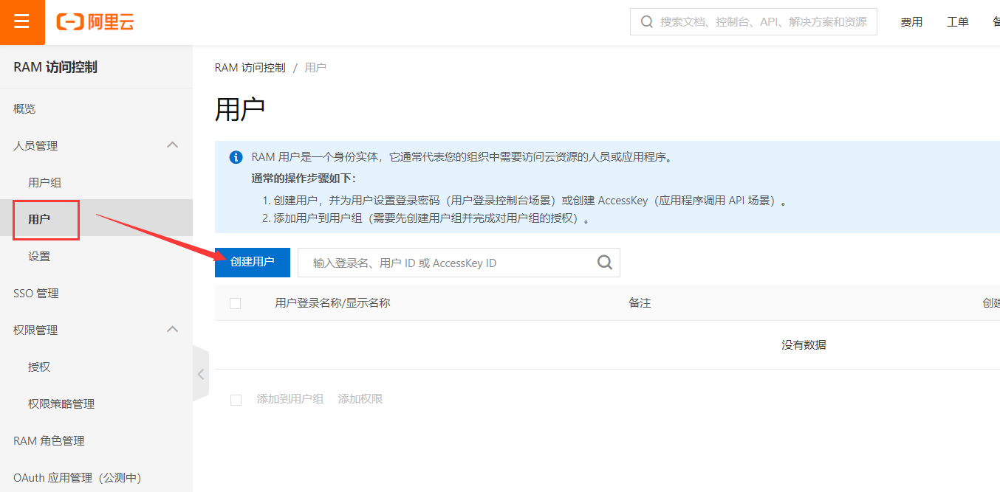 阿里云
搜索文档、控制台、API、解决方案和资源
费用
工单
RAM 访问控制
概览
人员管理
用户组
用户
设置
SSO 管理
权限管理
授权
权限策略管理
RAM 角色管理
OAuth 应用管理（公测中）
RAM 访问控制 / 用户
用户
RAM 用户是一个身份实体，它通常代表您的组织中需要访问云资源的人员或应用程序。
通常的操作步骤如下：
1. 创建用户，并为用户设置登录密码（用户登录控制台场景）或创建 AccessKey（应用程序调用 API 场景）。
2. 添加用户到用户组（需要先创建用户组并完成对用户组的授权）。
创建用户
输入登录名、用户 ID 或 AccessKey ID
用户登录名称/显示名称
备注
创建
没有数据
添加到用户组
添加权限